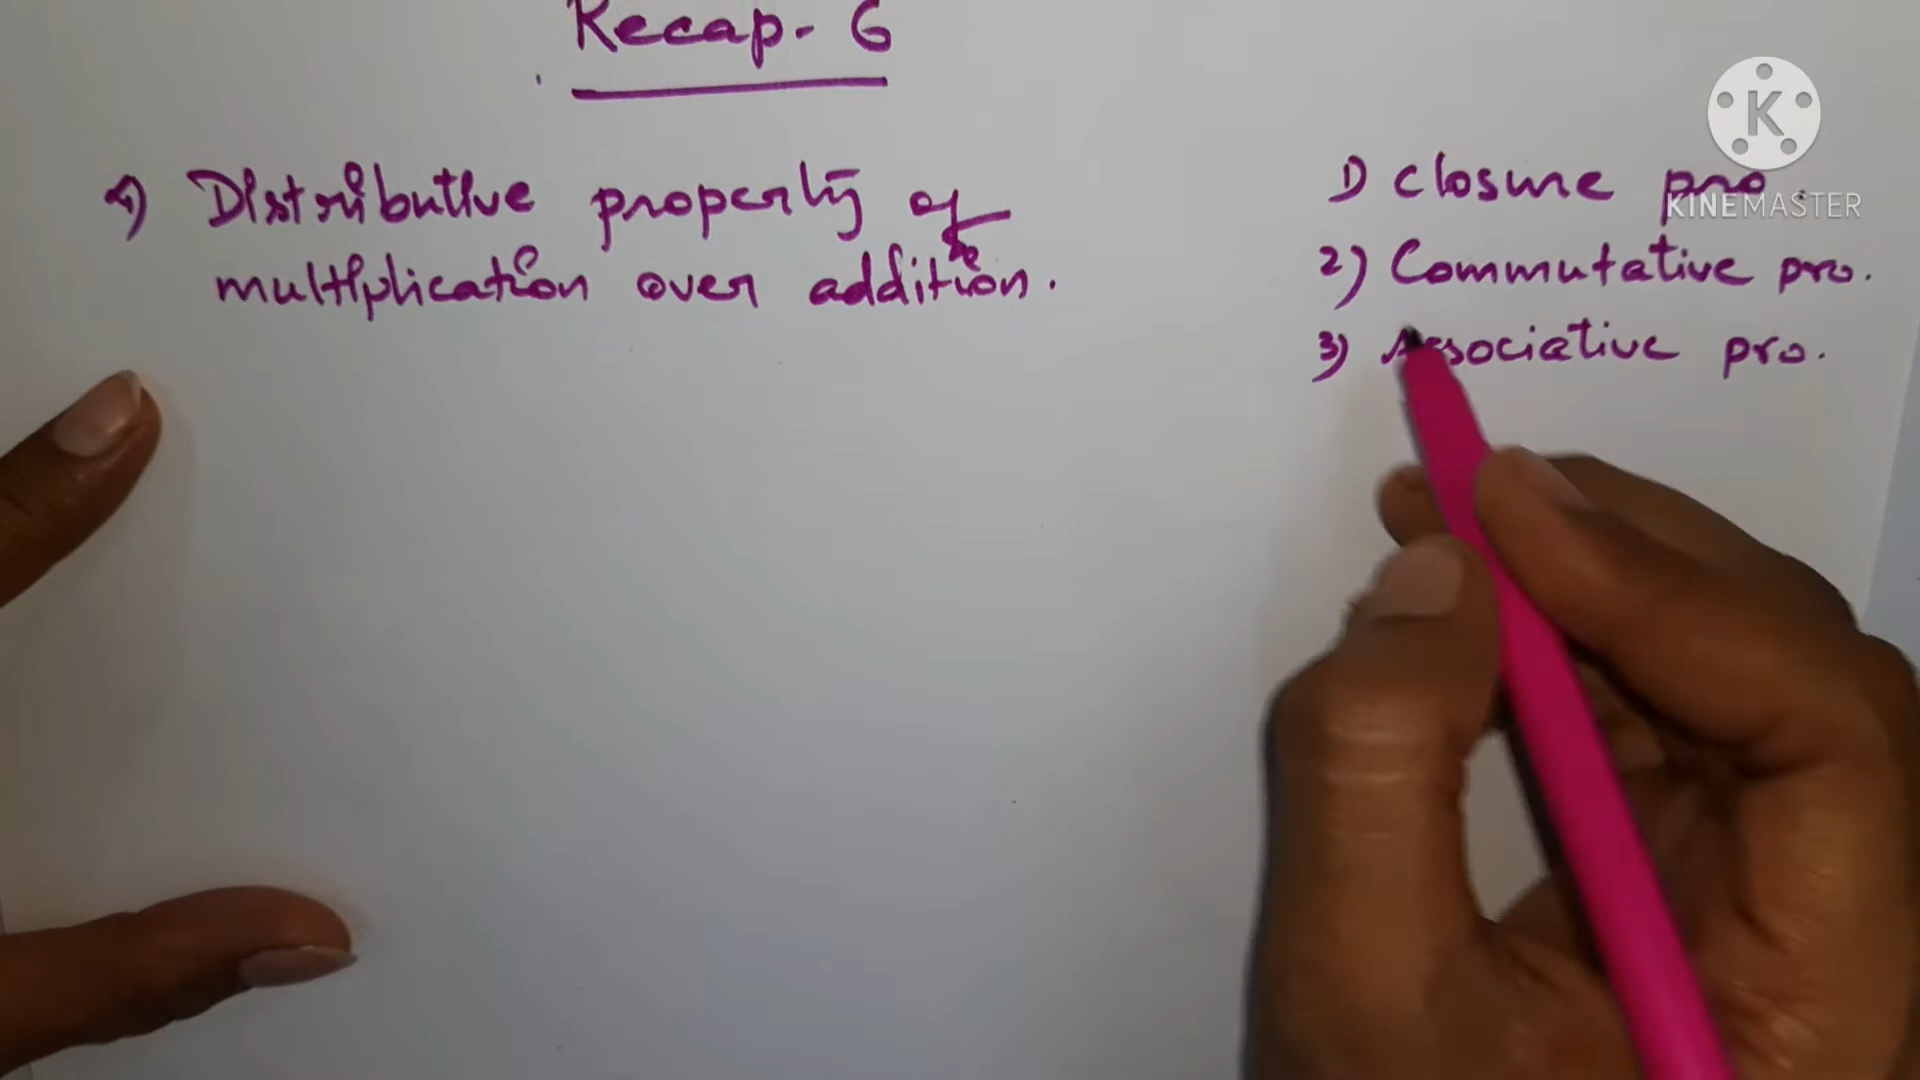 Recap- 6
4) Distributive property of
multiplication over addition.
1) Closure pro.
2) Commutative pro.
3) Associative pro.
K
KINEMASTER